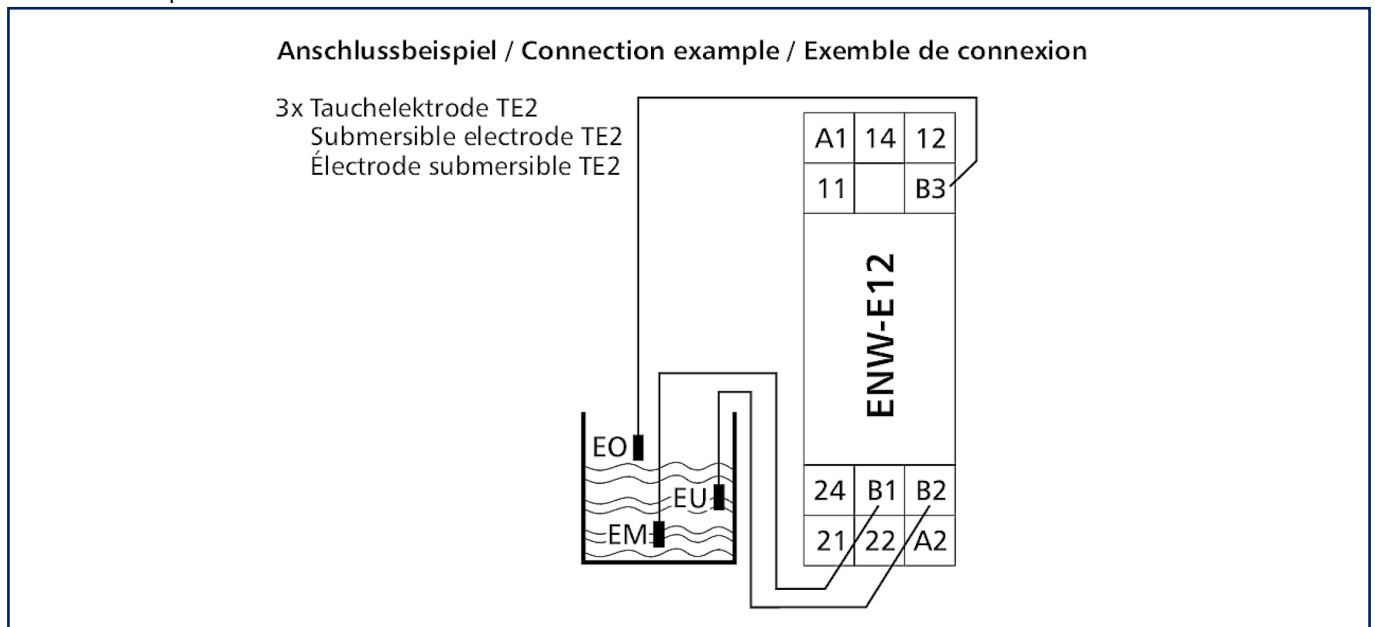 Anschlussbeispiel / Connection example / Exemble de connexion
3x Tauchelektrode TE2
Submersible electrode TE2
Électrode submersible TE2
A1 14 12
11 B3
ENW-E12
EO
EU
EM
24 B1 B2
21 22 A2